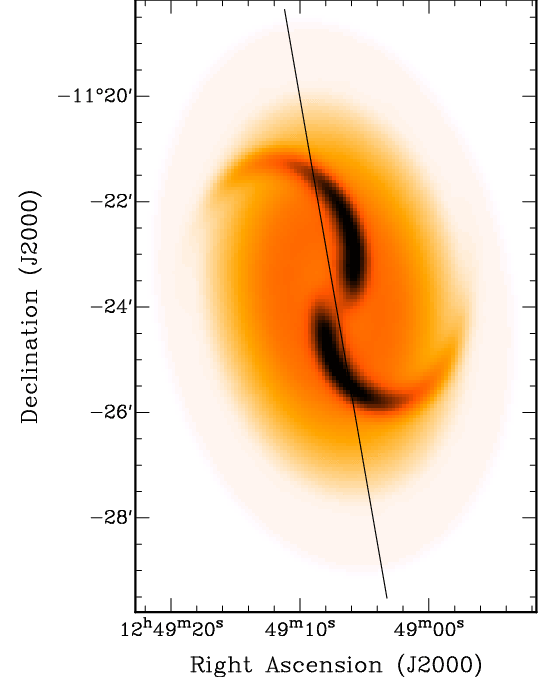 −11°20′
−22′
−24′
−26′
−28′
Declination (J2000)
12ʰ49ᵐ20ˢ 49ᵐ10ˢ 49ᵐ00ˢ
Right Ascension (J2000)